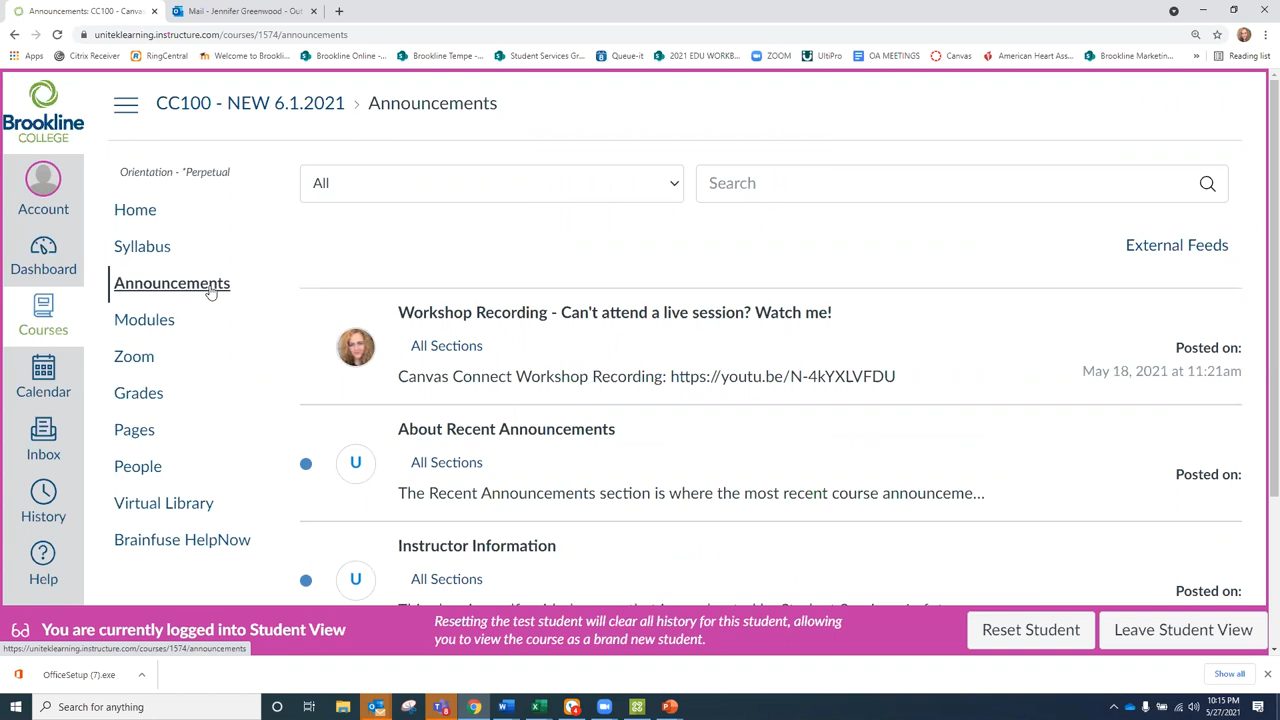 Announcements: CC100 - Canva
Mail - Jennifer Greenwood - Out
uniteklearning.instructure.com/courses/1574/announcements
Apps
Citrix Receiver
RingCentral
Welcome to Brookli...
Brookline Online -...
Brookline Tempe -...
Student Services Gr...
Queue-it
2021 EDU WORKB...
ZOOM
UltiPro
OA MEETINGS
Canvas
American Heart Ass...
Brookline Marketin...
»
Reading list
Brookline
COLLEGE
CC100 - NEW 6.1.2021 › Announcements
Account
Dashboard
Courses
Calendar
Inbox
History
Help
Orientation - *Perpetual
Home
Syllabus
Announcements
Modules
Zoom
Grades
Pages
People
Virtual Library
Brainfuse HelpNow
All
Search
External Feeds
Workshop Recording - Can't attend a live session? Watch me!
All Sections
Posted on:
Canvas Connect Workshop Recording: https://youtu.be/N-4kYXLVFDU
May 18, 2021 at 11:21am
About Recent Announcements
U
All Sections
Posted on:
The Recent Announcements section is where the most recent course announceme...
Instructor Information
U
All Sections
Posted on:
You are currently logged into Student View
Resetting the test student will clear all history for this student, allowing
you to view the course as a brand new student.
Reset Student
Leave Student View
https://uniteklearning.instructure.com/courses/1574/announcements
OfficeSetup (7).exe
Show all
Search for anything
10:15 PM
5/27/2021